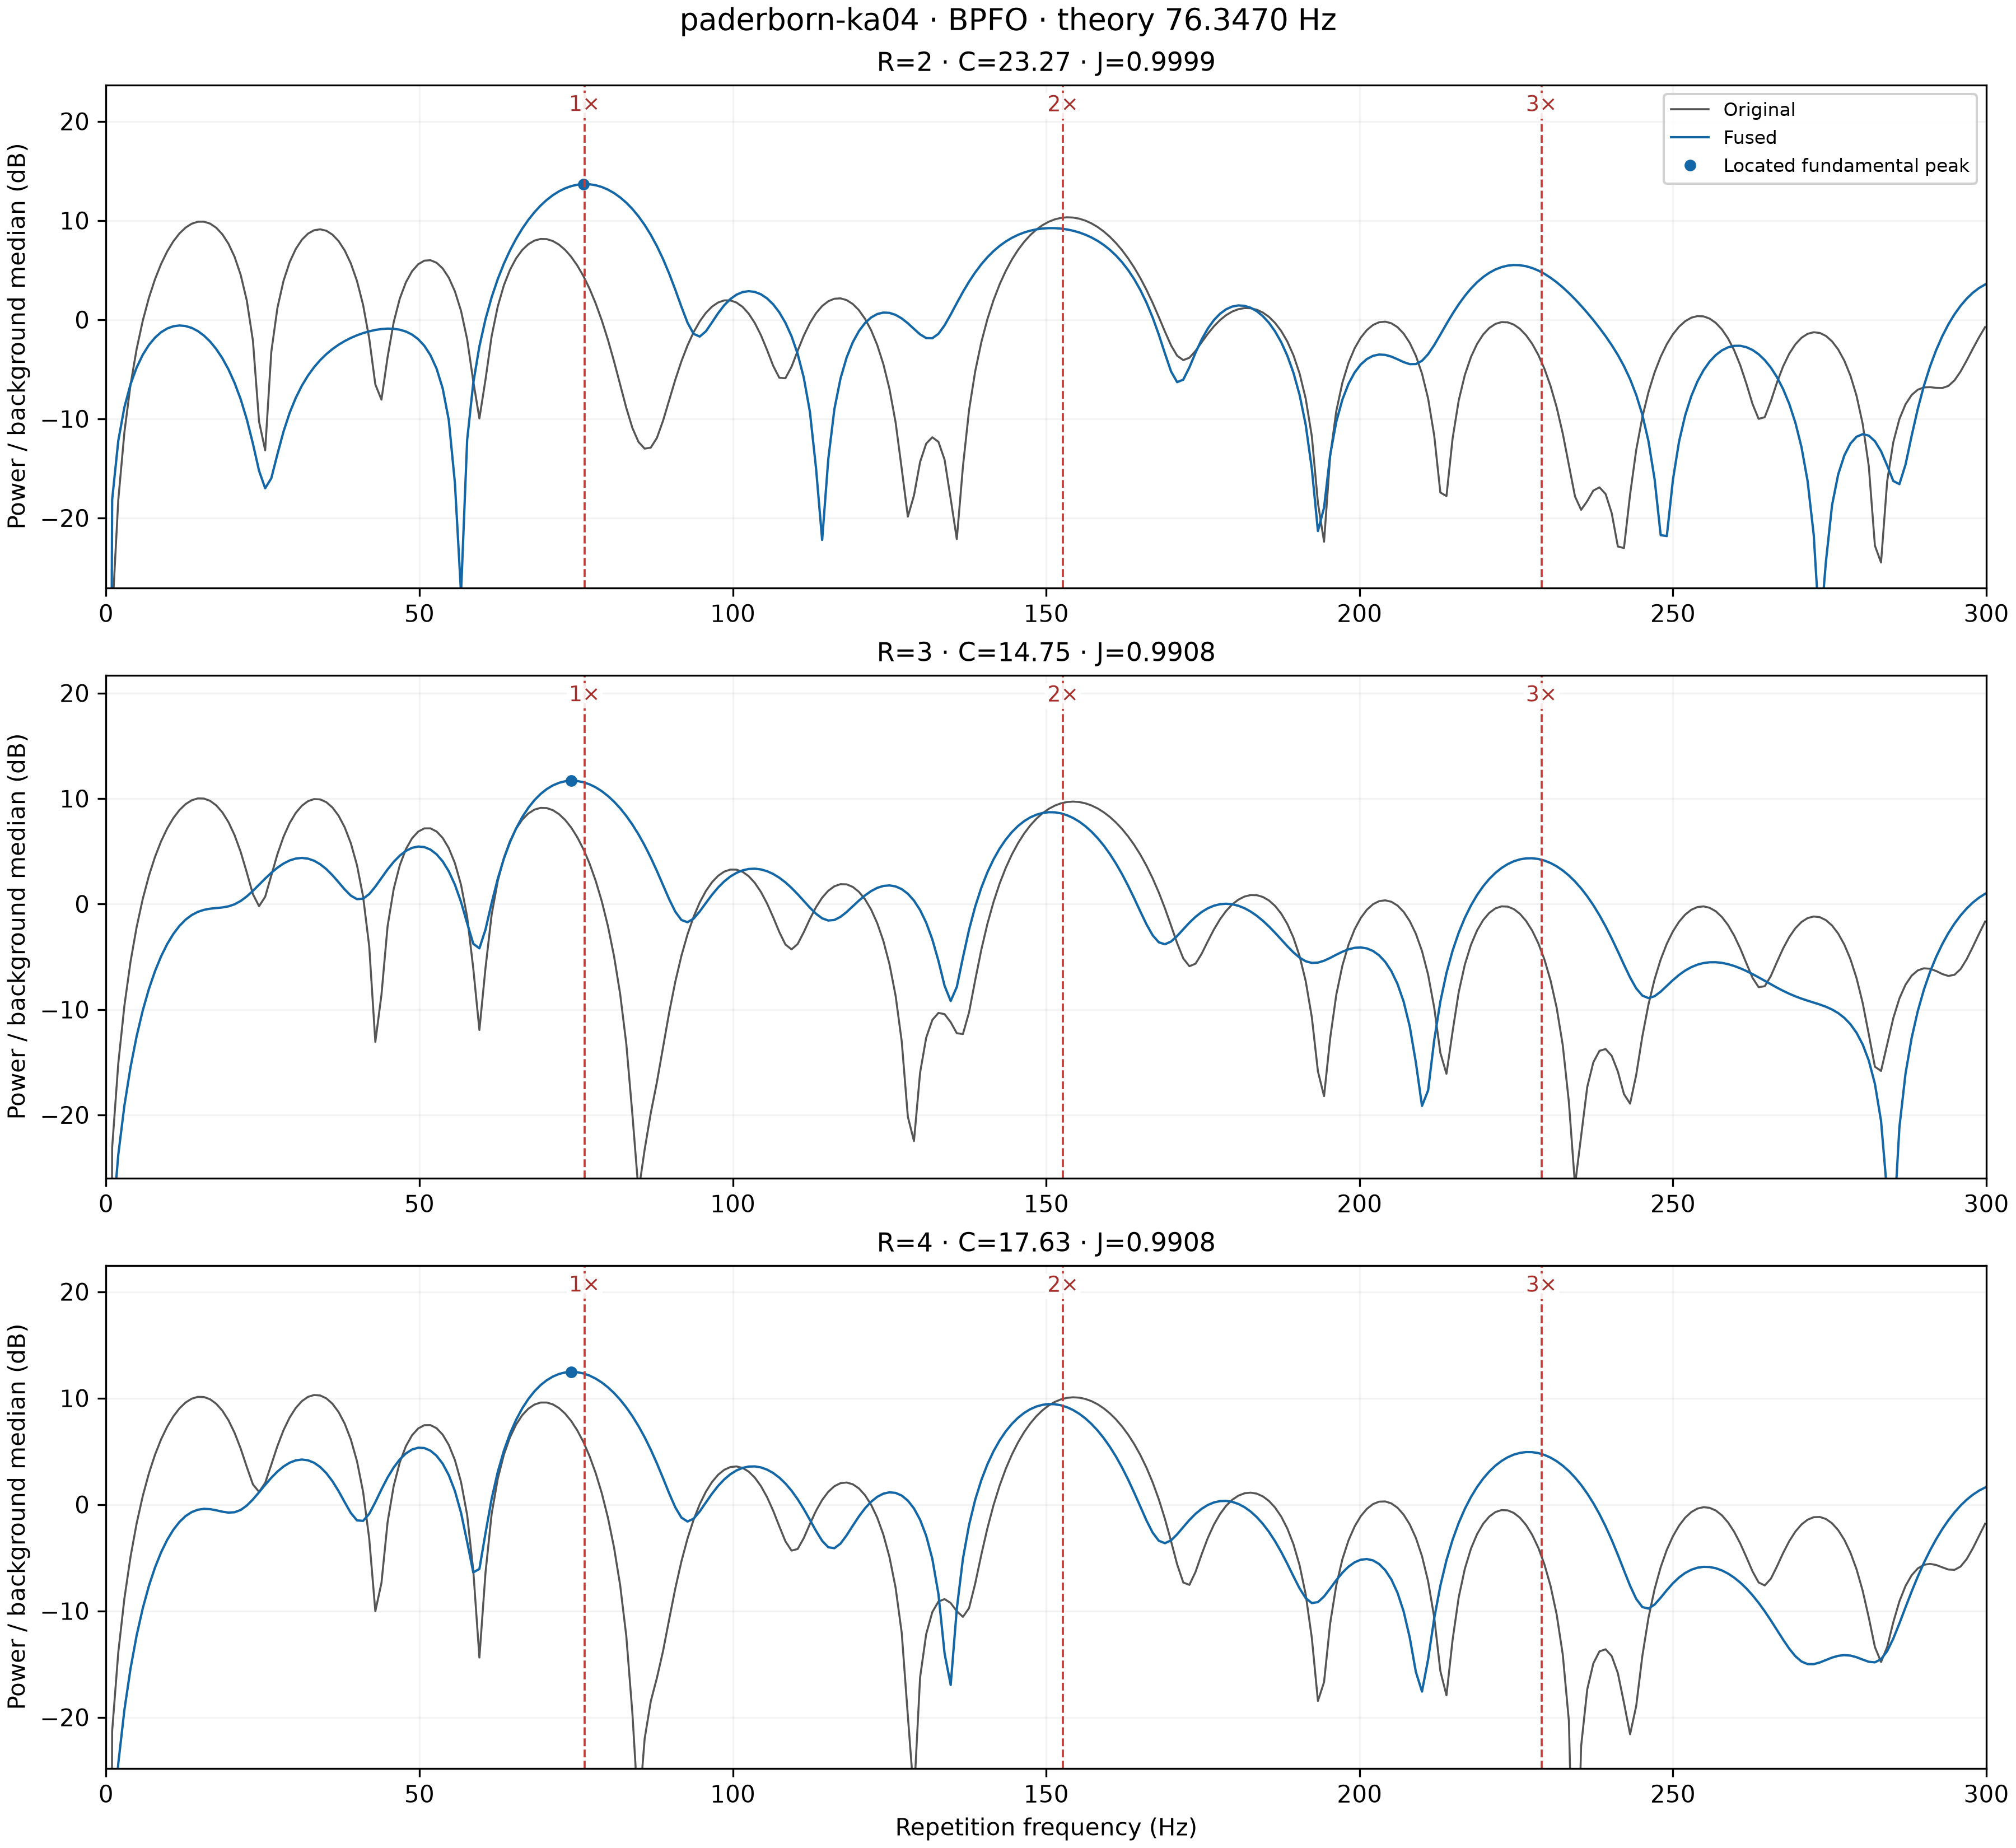 paderborn-ka04 · BPFO · theory 76.3470 Hz
R=2 · C=23.27 · J=0.9999
1× 2× 3×
Original
Fused
Located fundamental peak
Power / background median (dB)
20
10
0
−10
−20
0 50 100 150 200 250 300
R=3 · C=14.75 · J=0.9908
1× 2× 3×
Power / background median (dB)
20
10
0
−10
−20
0 50 100 150 200 250 300
R=4 · C=17.63 · J=0.9908
1× 2× 3×
Power / background median (dB)
20
10
0
−10
−20
0 50 100 150 200 250 300
Repetition frequency (Hz)